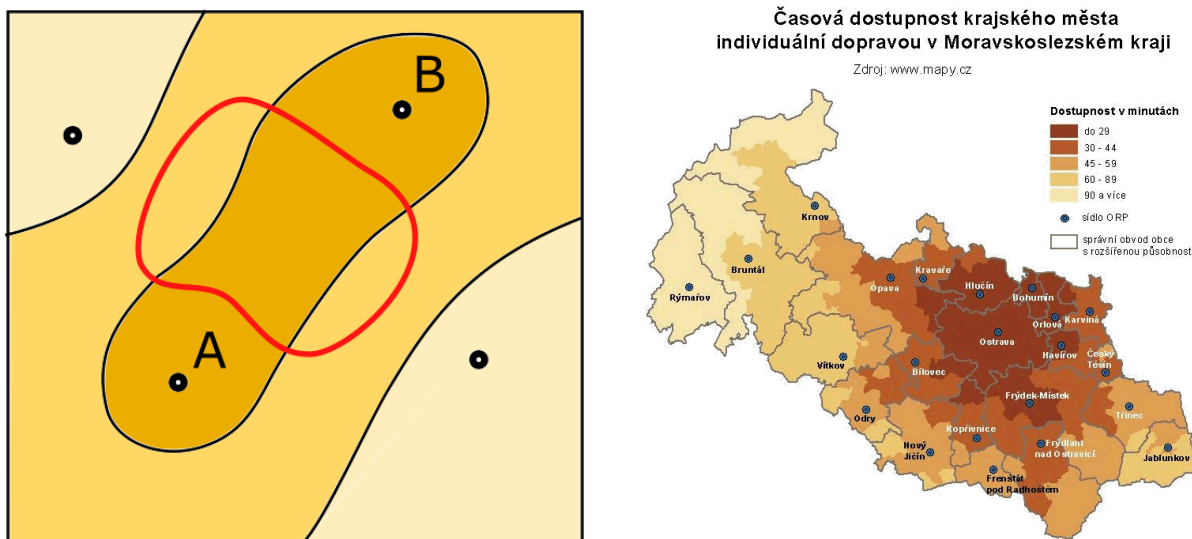 B
A
Časová dostupnost krajského města
individuální dopravou v Moravskoslezském kraji
Zdroj: www.mapy.cz
Dostupnost v minutách
do 29
30 - 44
45 - 59
60 - 89
90 a více
sídlo ORP
správní obvod obce
s rozšířenou působnost
Krnov
Bruntál
Rýmařov
Opava
Kravaře
Hlučín
Bohumín
Orlová
Karviná
Ostrava
Havířov
Český
Těšín
Vítkov
Bílovec
Frýdek-Místek
Třinec
Odry
Kopřivnice
Nový
Jičín
Frýdlant
nad Ostravicí
Jablunkov
Frenštát
pod Radhoštěm